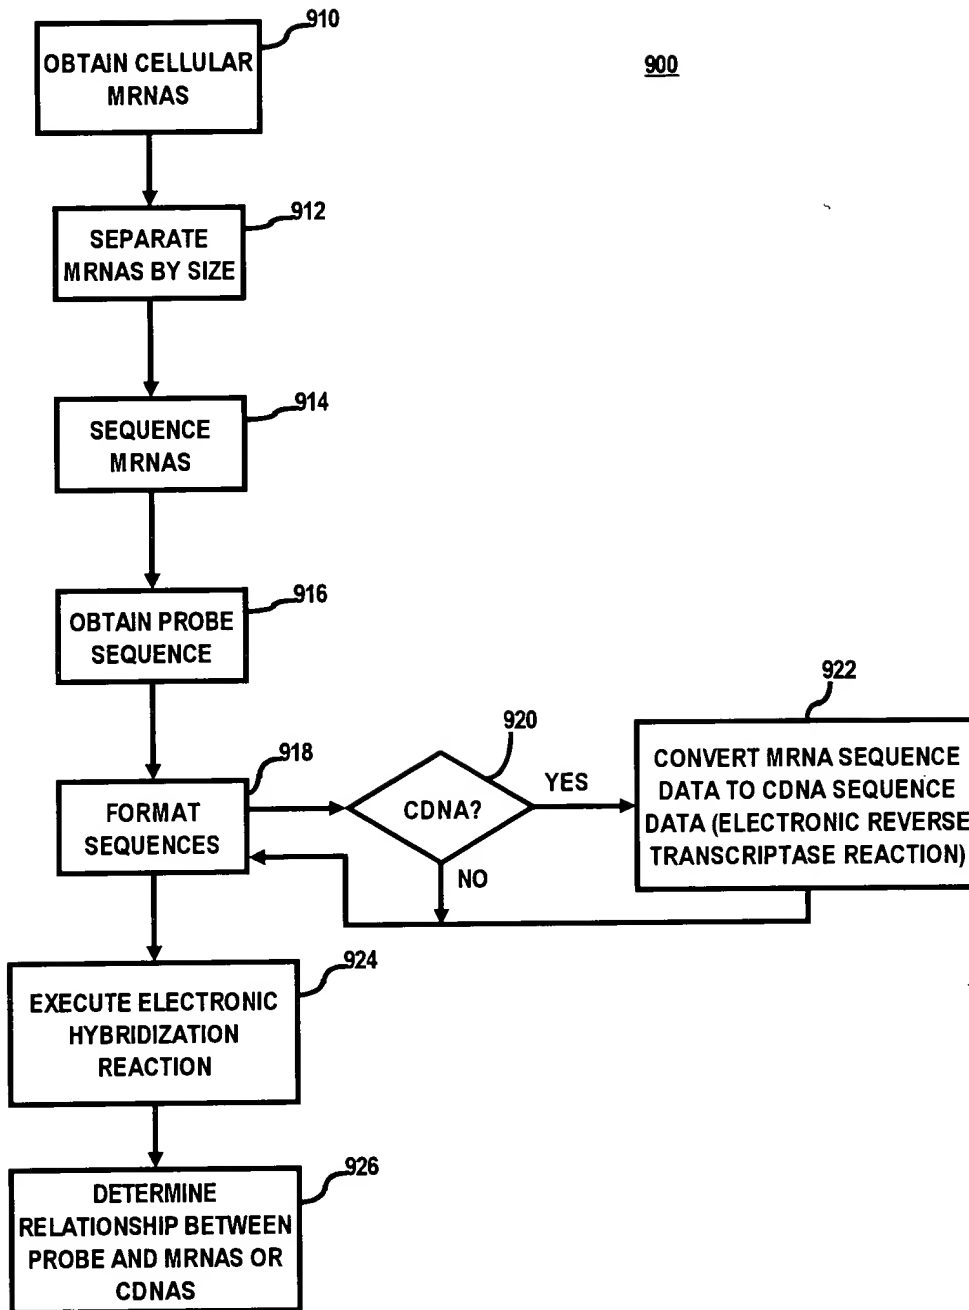 910
OBTAIN CELLULAR
MRNAS
900
912
SEPARATE
MRNAS BY SIZE
914
SEQUENCE
MRNAS
916
OBTAIN PROBE
SEQUENCE
918
FORMAT
SEQUENCES
920
CDNA?
YES
NO
922
CONVERT MRNA SEQUENCE
DATA TO CDNA SEQUENCE
DATA (ELECTRONIC REVERSE
TRANSCRIPTASE REACTION)
924
EXECUTE ELECTRONIC
HYBRIDIZATION
REACTION
926
DETERMINE
RELATIONSHIP BETWEEN
PROBE AND MRNAS OR
CDNAS